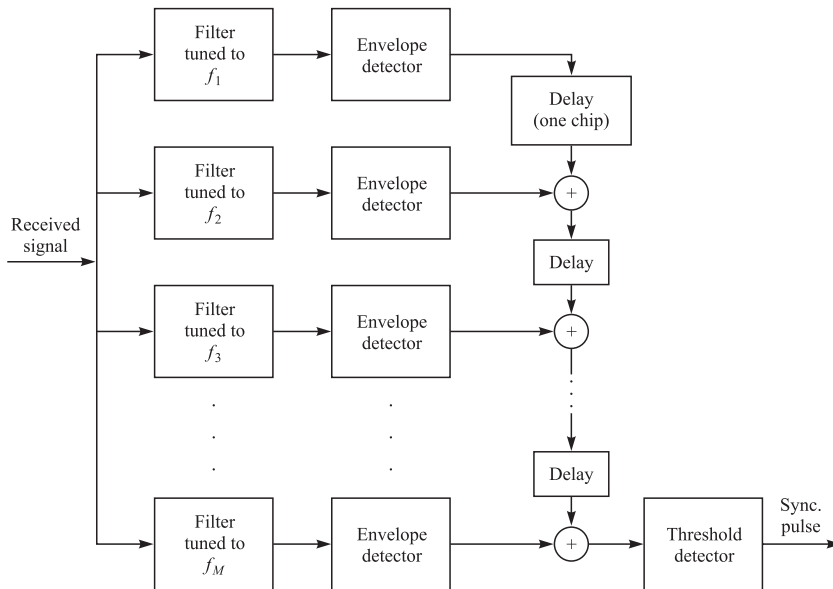 Filter
tuned to
f1
Envelope
detector
Delay
(one chip)
Filter
tuned to
f2
Envelope
detector
+
Received
signal
Delay
Filter
tuned to
f3
Envelope
detector
+
Delay
Filter
tuned to
fM
Envelope
detector
+
Threshold
detector
Sync.
pulse